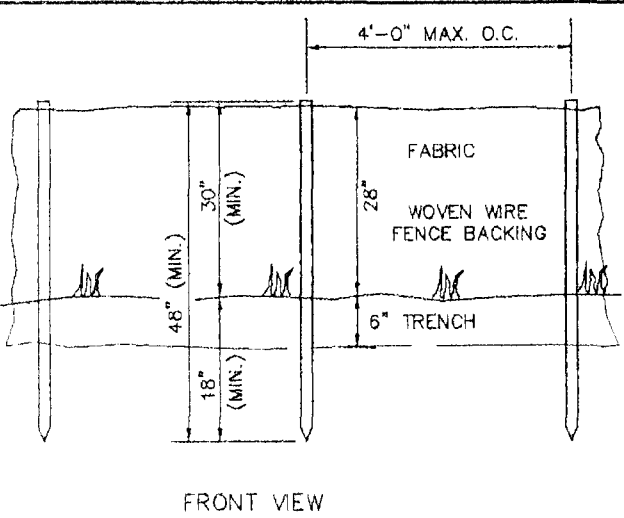 4'-0" MAX. O.C.
FABRIC
WOVEN WIRE
FENCE BACKING
28"
30"
(MIN.)
48" (MIN.)
6" TRENCH
18"
(MIN.)
FRONT VIEW